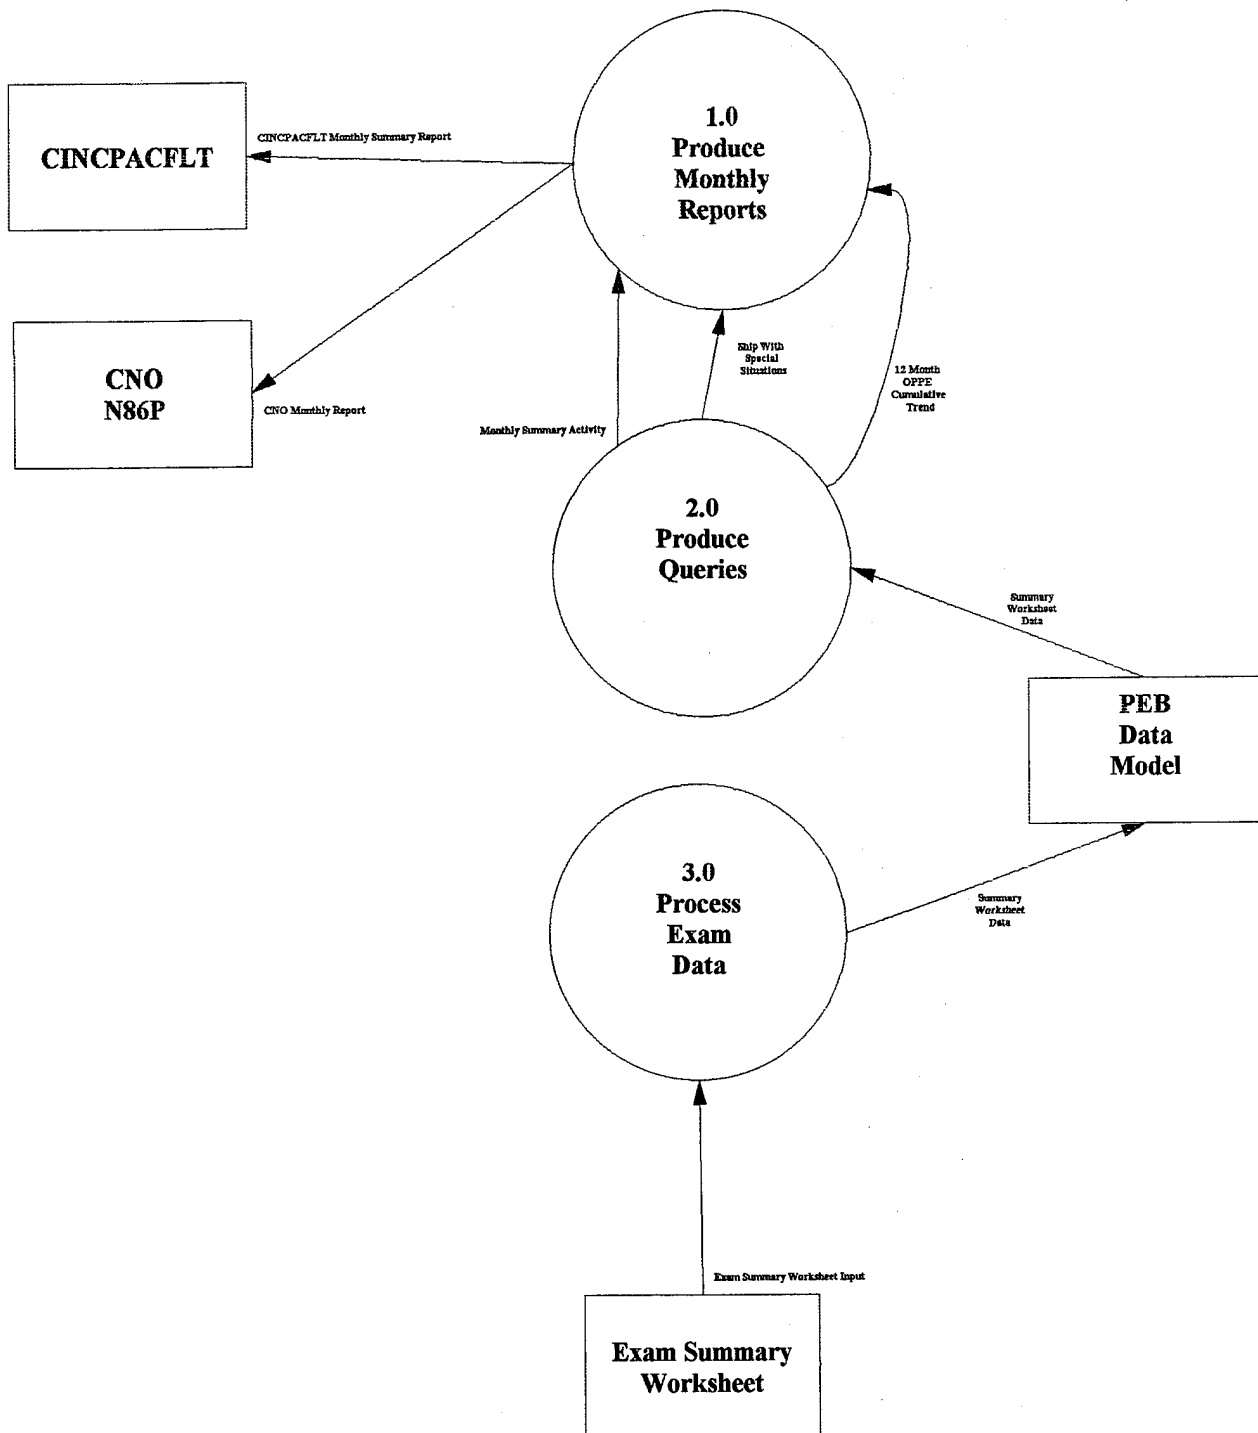 1.0
Produce
Monthly
Reports
CINCPACFLT
CINCPACFLT Monthly Summary Report
CNO
N86P
CNO Monthly Report
Ship With
Special
Situations
12 Month
OPPE
Cumulative
Trend
Monthly Summary Activity
2.0
Produce
Queries
Summary
Worksheet
Data
PEB
Data
Model
3.0
Process
Exam
Data
Summary
Worksheet
Data
Exam Summary Worksheet Input
Exam Summary
Worksheet